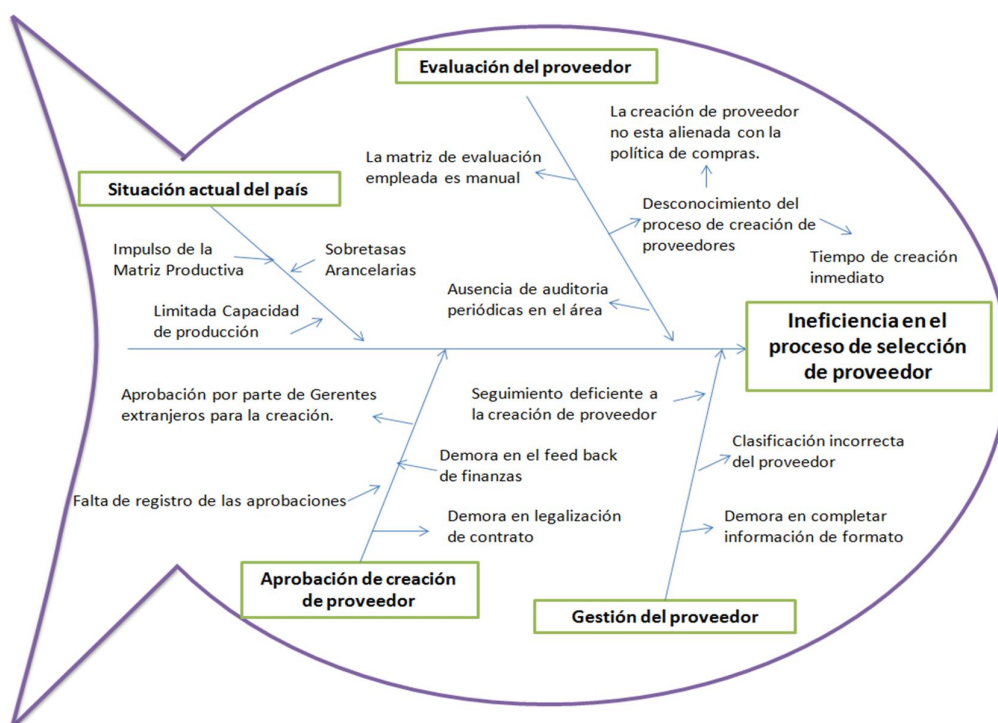 Evaluación del proveedor
La creación de proveedor
no esta alienada con la
política de compras.
La matriz de evaluación
empleada es manual
Situación actual del país
Desconocimiento del
proceso de creación de
proveedores
Impulso de la
Matriz Productiva
Sobretasas
Arancelarias
Tiempo de creación
inmediato
Ausencia de auditoria
periódicas en el área
Limitada Capacidad
de producción
Ineficiencia en el
proceso de selección
de proveedor
Aprobación por parte de Gerentes
extranjeros para la creación.
Seguimiento deficiente a
la creación de proveedor
Clasificación incorrecta
del proveedor
Demora en el feed back
de finanzas
Falta de registro de las aprobaciones
Demora en legalización
de contrato
Demora en completar
información de formato
Aprobación de creación
de proveedor
Gestión del proveedor